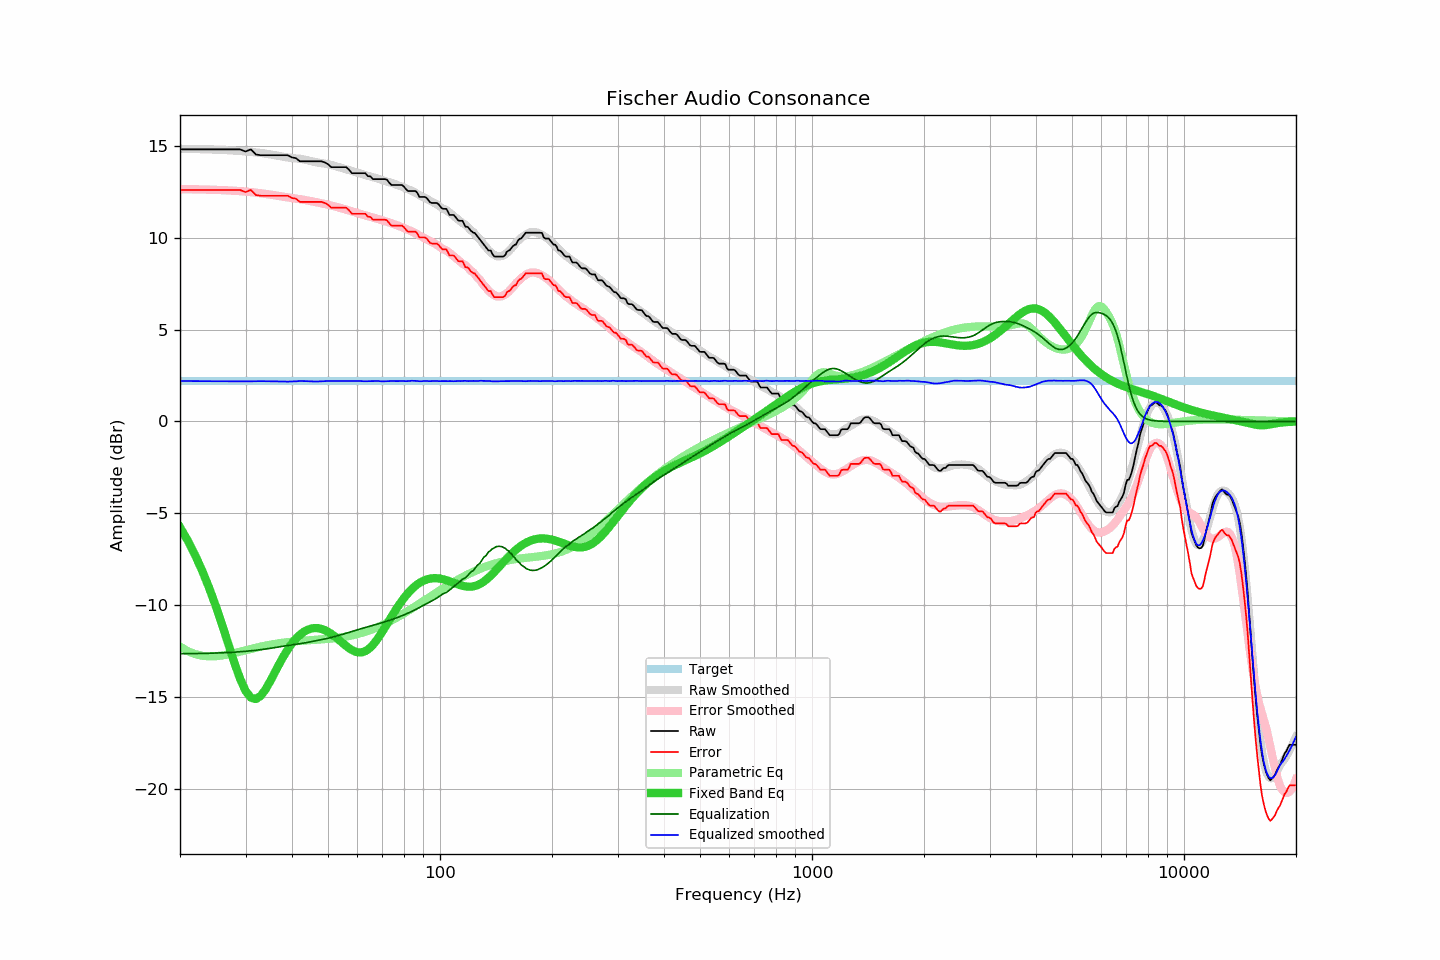 Fischer Audio Consonance
15
10
5
0
−5
−10
−15
−20
Amplitude (dBr)
Target
Raw Smoothed
Error Smoothed
Raw
Error
Parametric Eq
Fixed Band Eq
Equalization
Equalized smoothed
100
1000
10000
Frequency (Hz)